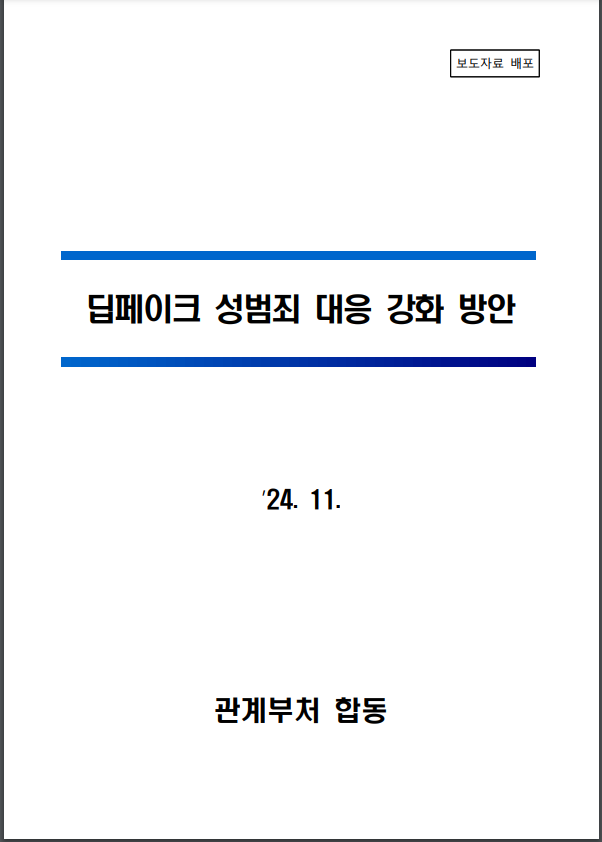 보도자료 배포
딥페이크 성범죄 대응 강화 방안
'24. 11.
관계부처 합동